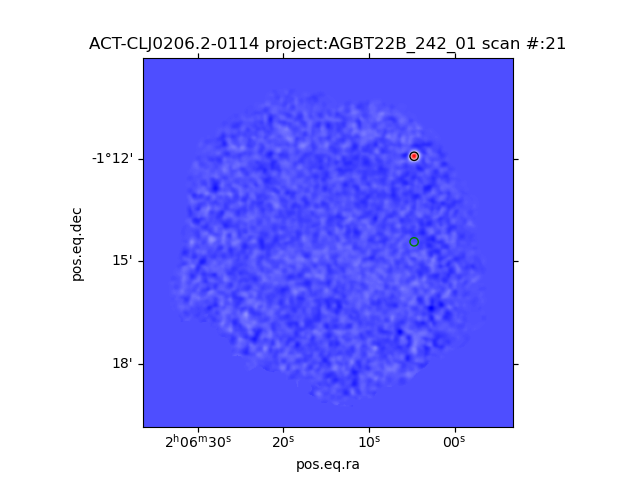 ACT-CLJ0206.2-0114 project:AGBT22B_242_01 scan #:21
-1°12'
15'
18'
pos.eq.dec
2h06m30s 20s 10s 00s
pos.eq.ra